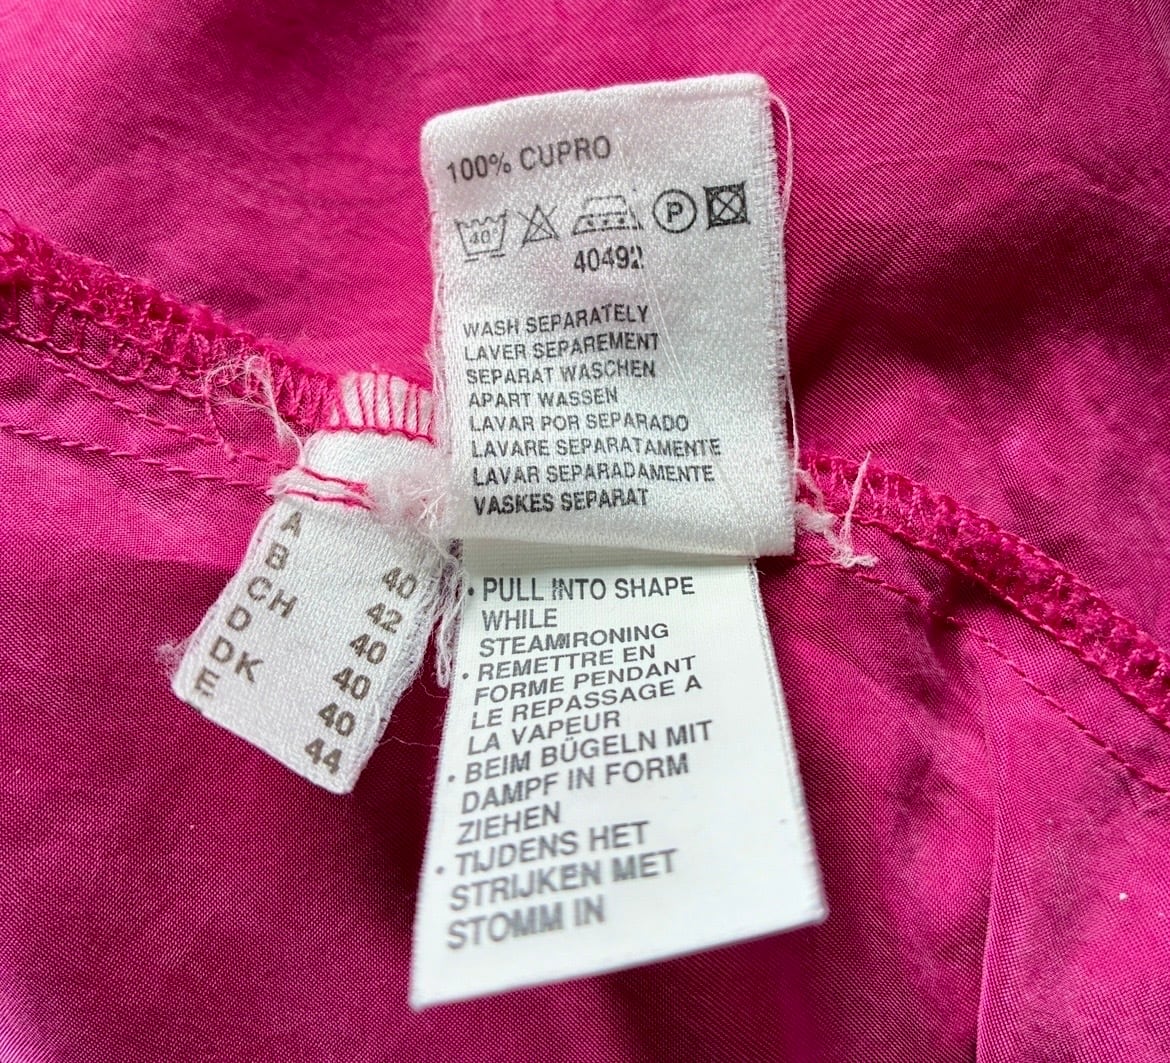 100% CUPRO
40° P
40492
WASH SEPARATELY
LAVER SEPAREMENT
SEPARAT WASCHEN
APART WASSEN
LAVAR POR SEPARADO
LAVARE SEPARATAMENTE
LAVAR SEPARADAMENTE
VASKES SEPARAT
• PULL INTO SHAPE
WHILE
STEAMIRONING
• REMETTRE EN
FORME PENDANT
LE REPASSAGE A
LA VAPEUR
• BEIM BÜGELN MIT
DAMPF IN FORM
ZIEHEN
• TIJDENS HET
STRIJKEN MET
STOMM IN
A 40
B 42
CH 40
D 40
DK 40
E 44